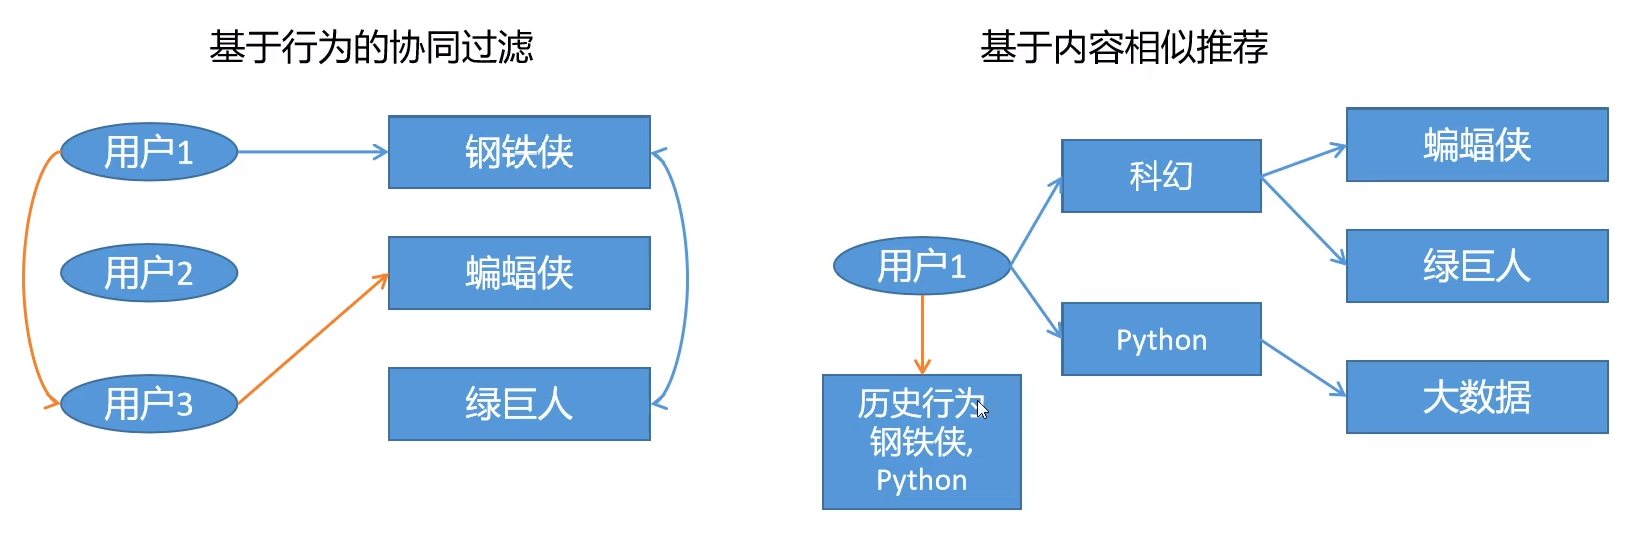 基于行为的协同过滤
用户1
钢铁侠
用户2
蝙蝠侠
用户3
绿巨人
基于内容相似推荐
用户1
科幻
Python
蝙蝠侠
绿巨人
大数据
历史行为
钢铁侠,
Python